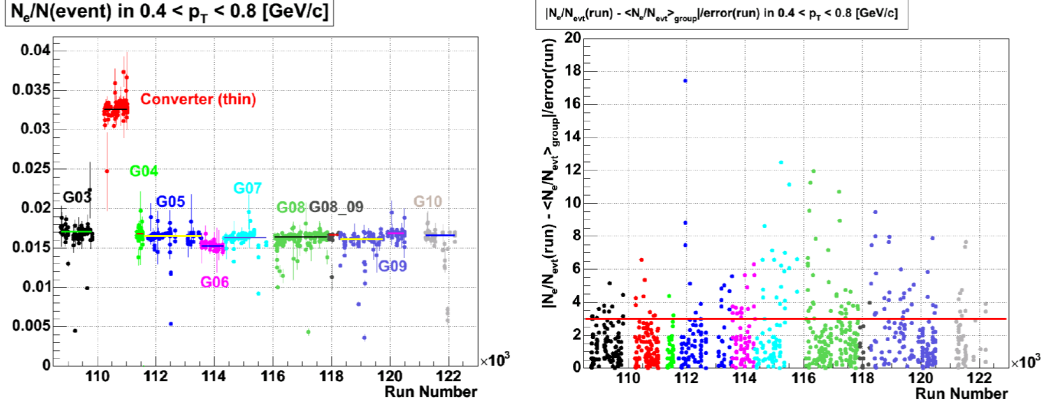 N_e/N(event) in 0.4 < p_T < 0.8 [GeV/c]
0.04
0.035
0.03
0.025
0.02
0.015
0.01
0.005
0
Converter (thin)
G03
G04
G05
G06
G07
G08
G08_09
G09
G10
110 112 114 116 118 120 122
×10³
Run Number
|N_e/N_evt(run) - <N_e/N_evt>_group|/error(run) in 0.4 < p_T < 0.8 [GeV/c]
|N_e/N_evt(run) - <N_e/N_evt>_group|/error(run)
20
18
16
14
12
10
8
6
4
2
0
110 112 114 116 118 120 122
×10³
Run Number